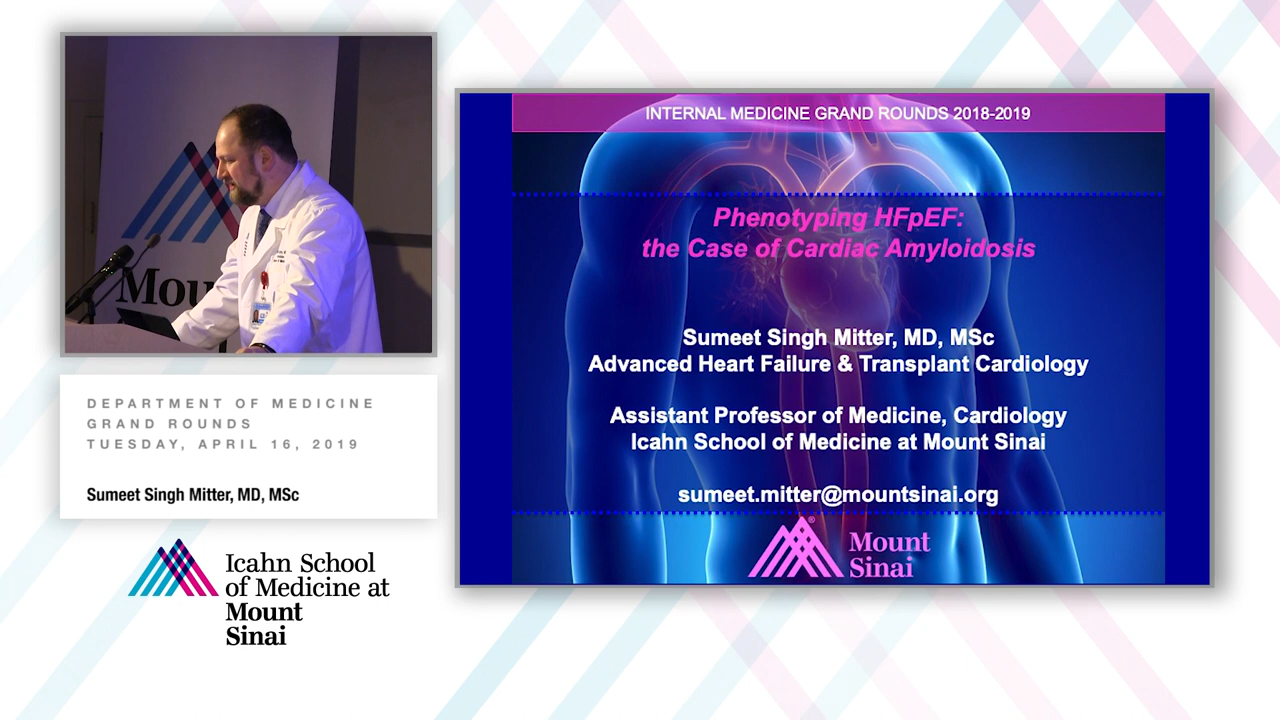 Mou
DEPARTMENT OF MEDICINE
GRAND ROUNDS
TUESDAY, APRIL 16, 2019
Sumeet Singh Mitter, MD, MSc
Icahn School
of Medicine at
Mount
Sinai
INTERNAL MEDICINE GRAND ROUNDS 2018-2019
Phenotyping HFpEF:
the Case of Cardiac Amyloidosis
Sumeet Singh Mitter, MD, MSc
Advanced Heart Failure & Transplant Cardiology
Assistant Professor of Medicine, Cardiology
Icahn School of Medicine at Mount Sinai
sumeet.mitter@mountsinai.org
Mount
Sinai
®